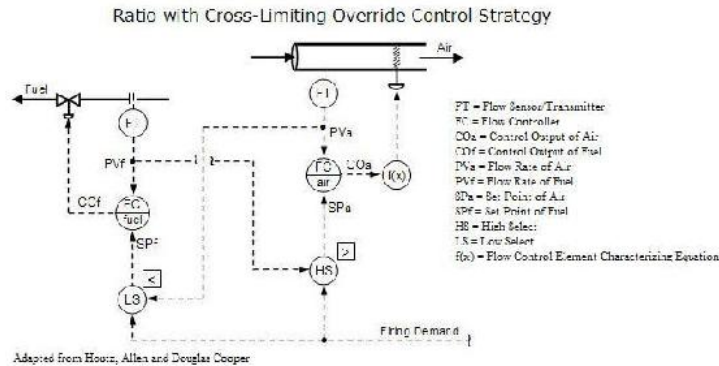 Ratio with Cross-Limiting Override Control Strategy
Air
Fuel
FT
FT
PVa
PVf
COa
FC
air
f(x)
COf
FC
fuel
SPa
SPf
>
HS
<
LS
Firing Demand
FT = Flow Sensor/Transmitter
FC = Flow Controller
COa = Control Output of Air
COf = Control Output of Fuel
PVa = Flow Rate of Air
PVf = Flow Rate of Fuel
SPa = Set Point of Air
SPf = Set Point of Fuel
HS = High Select
LS = Low Select
f(x) = Flow Control Element Characterizing Equation
Adapted from Houtz, Allen and Douglas Cooper